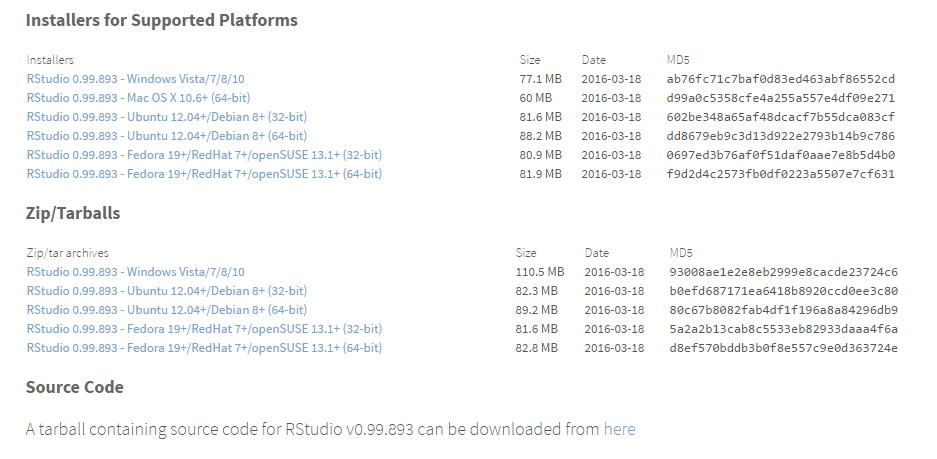 Installers for Supported Platforms
Installers Size Date MD5
RStudio 0.99.893 - Windows Vista/7/8/10 77.1 MB 2016-03-18 ab76fc71c7baf0d83ed463abf86552cd
RStudio 0.99.893 - Mac OS X 10.6+ (64-bit) 60 MB 2016-03-18 d99a0c5358cfe4a255a557e4df09e271
RStudio 0.99.893 - Ubuntu 12.04+/Debian 8+ (32-bit) 81.6 MB 2016-03-18 602be348a65af48dcacf7b55dca083cf
RStudio 0.99.893 - Ubuntu 12.04+/Debian 8+ (64-bit) 88.2 MB 2016-03-18 dd8679eb9c3d13d922e2793b14b9c786
RStudio 0.99.893 - Fedora 19+/RedHat 7+/openSUSE 13.1+ (32-bit) 80.9 MB 2016-03-18 0697ed3b76af0f51daf0aae7e8b5d4b0
RStudio 0.99.893 - Fedora 19+/RedHat 7+/openSUSE 13.1+ (64-bit) 81.9 MB 2016-03-18 f9d2d4c2573fb0df0223a5507e7cf631
Zip/Tarballs
Zip/tar archives Size Date MD5
RStudio 0.99.893 - Windows Vista/7/8/10 110.5 MB 2016-03-18 93008ae1e2e8eb2999e8cacde23724c6
RStudio 0.99.893 - Ubuntu 12.04+/Debian 8+ (32-bit) 82.3 MB 2016-03-18 b0efd687171ea6418b8920ccd0ee3c80
RStudio 0.99.893 - Ubuntu 12.04+/Debian 8+ (64-bit) 89.2 MB 2016-03-18 80c67b8082fab4df1f196a8a84296db9
RStudio 0.99.893 - Fedora 19+/RedHat 7+/openSUSE 13.1+ (32-bit) 81.6 MB 2016-03-18 5a2a2b13cab8c5533eb82933daaa4f6a
RStudio 0.99.893 - Fedora 19+/RedHat 7+/openSUSE 13.1+ (64-bit) 82.8 MB 2016-03-18 d8ef570bddb3b0f8e557c9e0d363724e
Source Code
A tarball containing source code for RStudio v0.99.893 can be downloaded from here